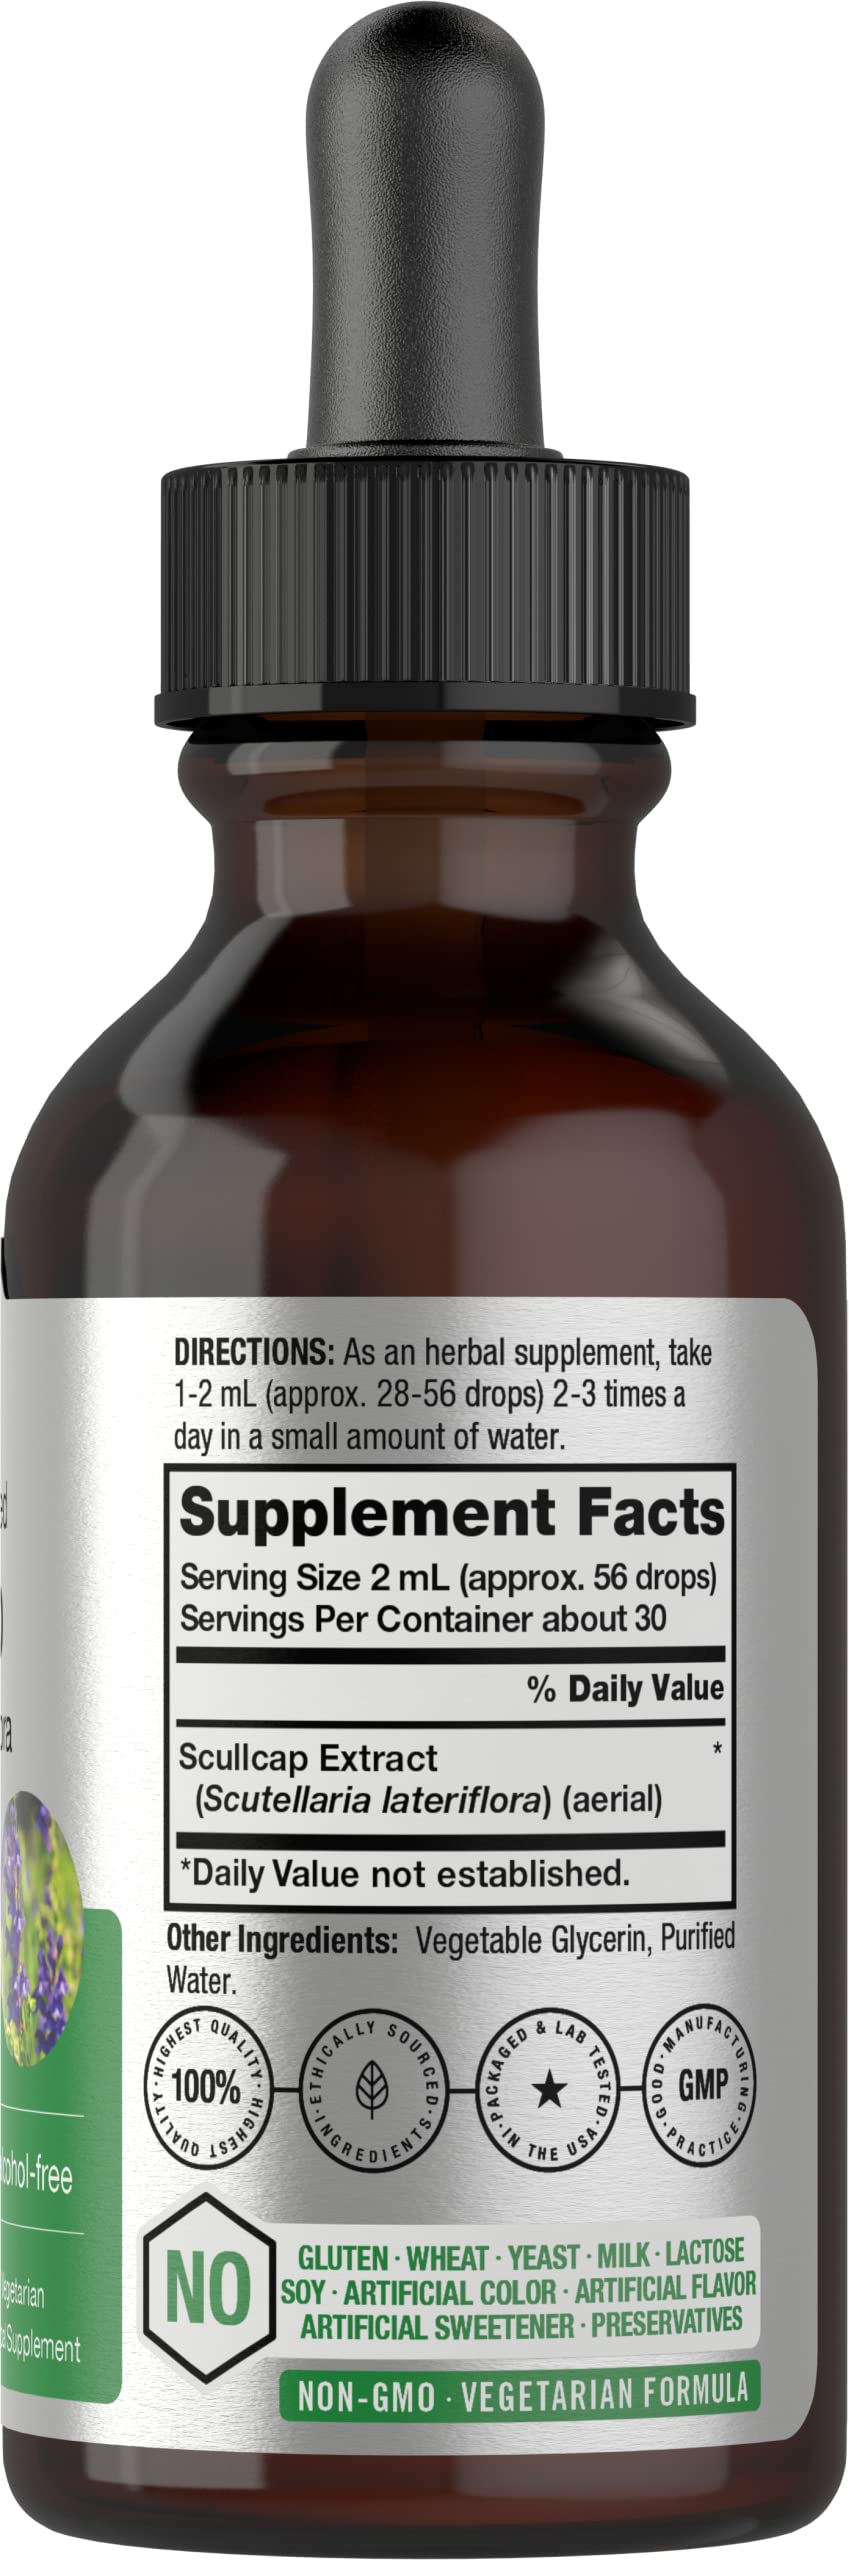 DIRECTIONS: As an herbal supplement, take
1-2 mL (approx. 28-56 drops) 2-3 times a
day in a small amount of water.
Supplement Facts
Serving Size 2 mL (approx. 56 drops)
Servings Per Container about 30
% Daily Value
Scullcap Extract *
(Scutellaria lateriflora) (aerial)
*Daily Value not established.
Other Ingredients: Vegetable Glycerin, Purified
Water.
HIGHEST QUALITY · HIGHEST QUALITY ·
100%
ETHICALLY SOURCED · INGREDIENTS ·
PACKAGED & LAB TESTED · IN THE USA ·
GOOD · MANUFACTURING · PRACTICE ·
GMP
-free
Vegetarian
Supplement
NO
GLUTEN · WHEAT · YEAST · MILK · LACTOSE
SOY · ARTIFICIAL COLOR · ARTIFICIAL FLAVOR
ARTIFICIAL SWEETENER · PRESERVATIVES
NON-GMO · VEGETARIAN FORMULA